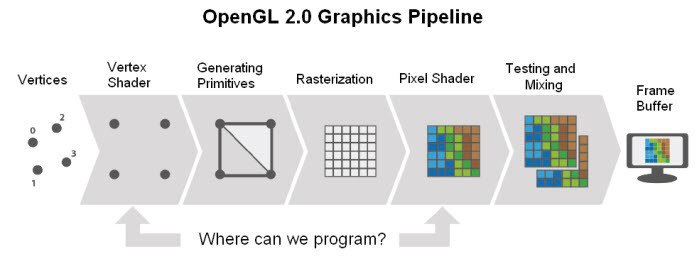 OpenGL 2.0 Graphics Pipeline
Vertices
Vertex
Shader
Generating
Primitives
Rasterization
Pixel Shader
Testing and
Mixing
Frame
Buffer
0
2
1
3
Where can we program?